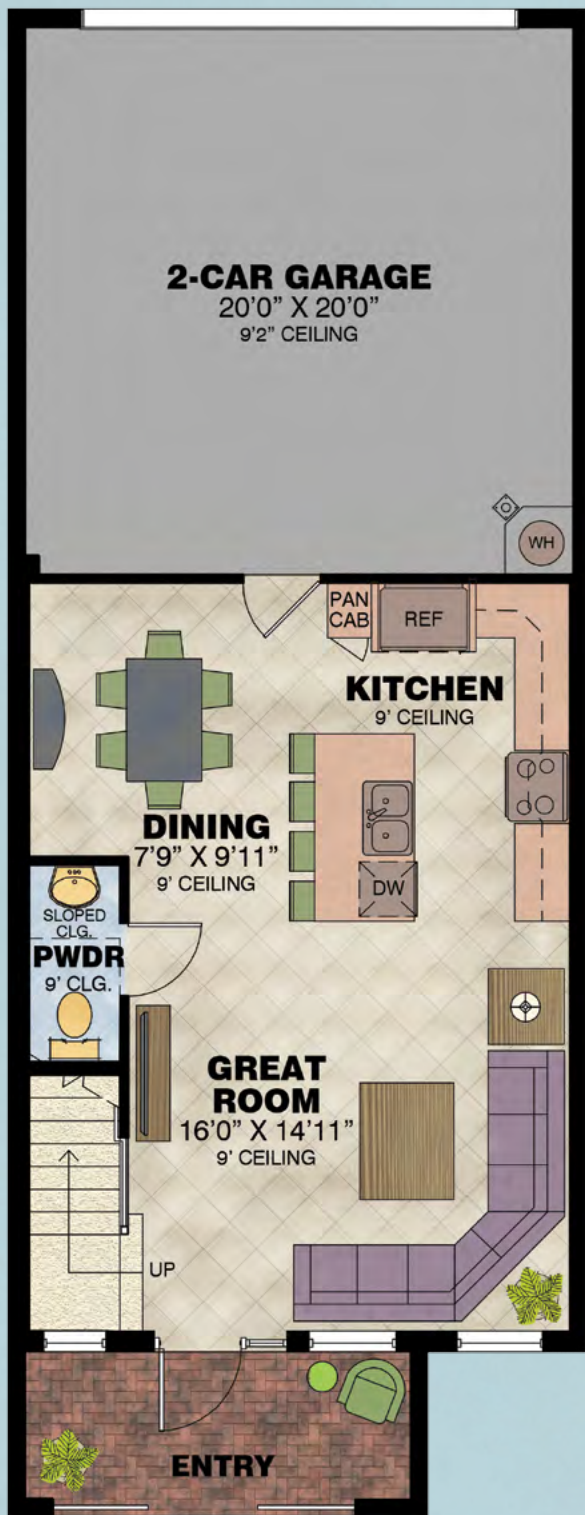 2-CAR GARAGE
20'0" X 20'0"
9'2" CEILING
WH
PAN
CAB
REF
KITCHEN
9' CEILING
DINING
7'9" X 9'11"
9' CEILING
DW
SLOPED
CLG.
PWDR
9' CLG.
GREAT
ROOM
16'0" X 14'11"
9' CEILING
UP
ENTRY